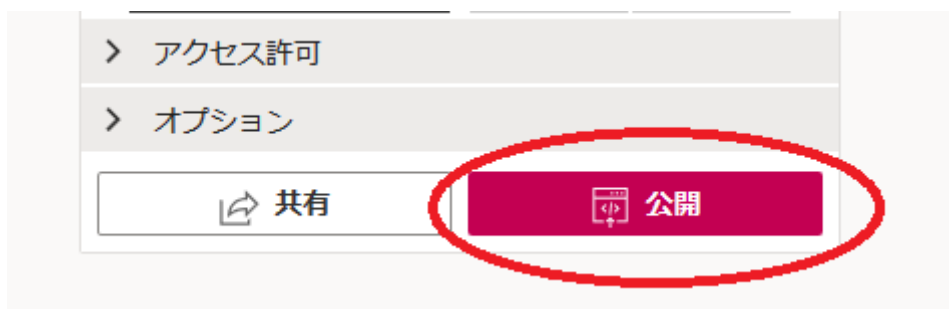 アクセス許可
オプション
共有 公開